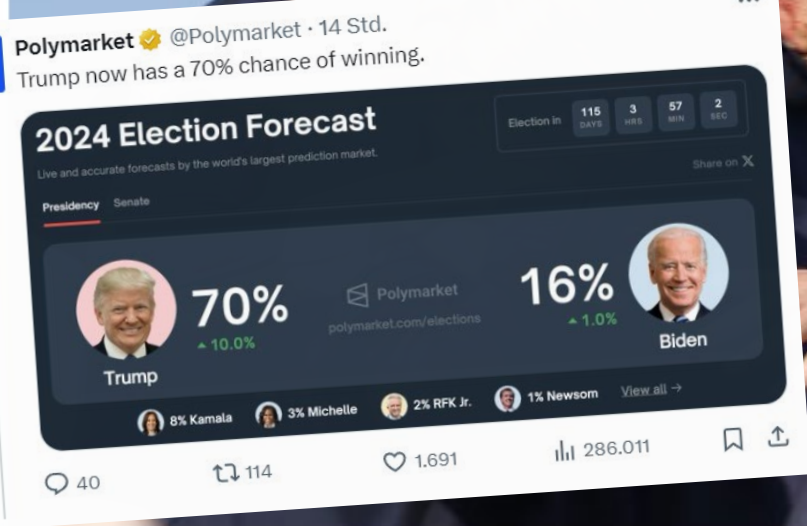 Polymarket @Polymarket · 14 Std.
Trump now has a 70% chance of winning.
2024 Election Forecast
Live and accurate forecasts by the world's largest prediction market.
Election in 115 DAYS 3 HRS 57 MIN 2 SEC
Share on X
Presidency Senate
70%
10.0%
Trump
Polymarket
polymarket.com/elections
16%
1.0%
Biden
8% Kamala 3% Michelle 2% RFK Jr. 1% Newsom View all →
40 114 1.691 286.011